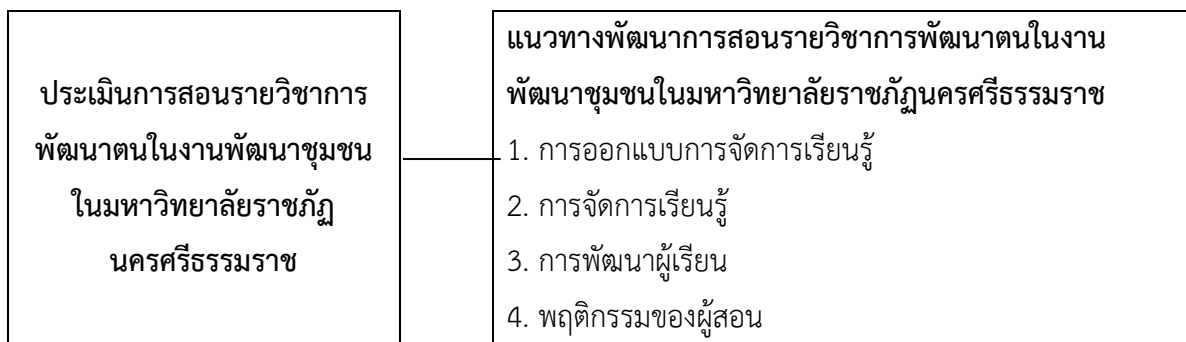 ประเมินการสอนรายวิชาการ
พัฒนาตนในงานพัฒนาชุมชน
ในมหาวิทยาลัยราชภัฏ
นครศรีธรรมราช
แนวทางพัฒนาการสอนรายวิชาการพัฒนาตนในงาน
พัฒนาชุมชนในมหาวิทยาลัยราชภัฏนครศรีธรรมราช
1. การออกแบบการจัดการเรียนรู้
2. การจัดการเรียนรู้
3. การพัฒนาผู้เรียน
4. พฤติกรรมของผู้สอน